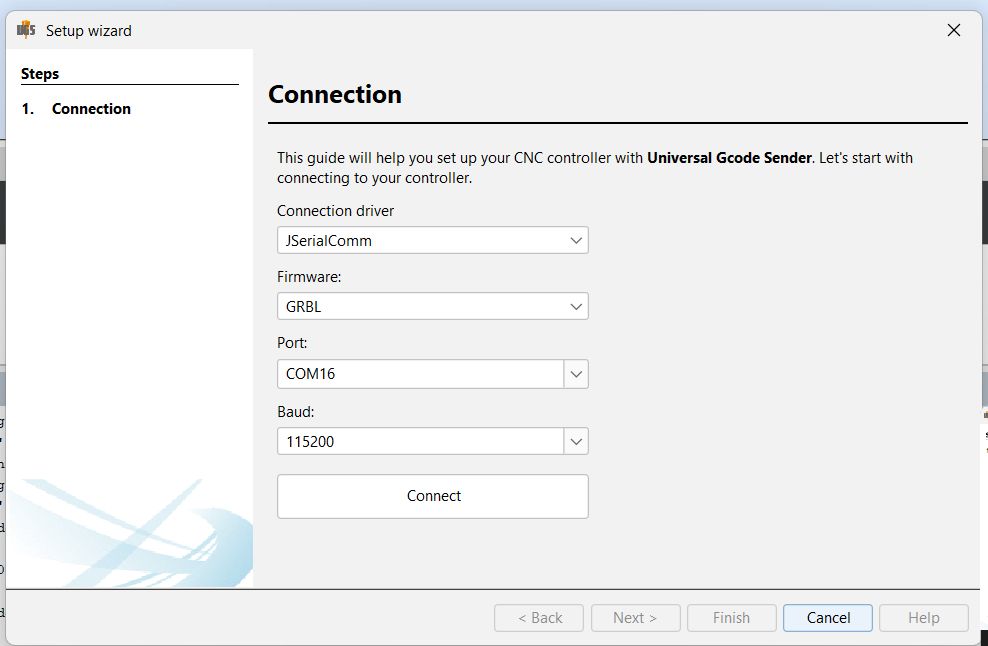 Setup wizard
Steps
1. Connection
Connection
This guide will help you set up your CNC controller with Universal Gcode Sender. Let's start with
connecting to your controller.
Connection driver
JSerialComm
Firmware:
GRBL
Port:
COM16
Baud:
115200
Connect
< Back Next > Finish Cancel Help